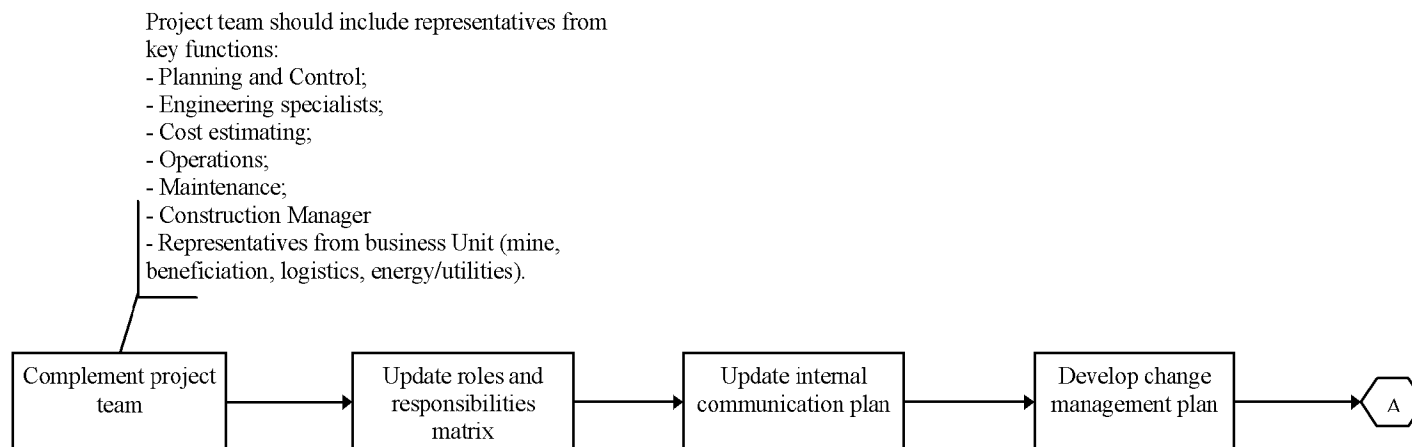 Project team should include representatives from
key functions:
- Planning and Control;
- Engineering specialists;
- Cost estimating;
- Operations;
- Maintenance;
- Construction Manager
- Representatives from business Unit (mine,
beneficiation, logistics, energy/utilities).
Complement project
team
Update roles and
responsibilities
matrix
Update internal
communication plan
Develop change
management plan
A